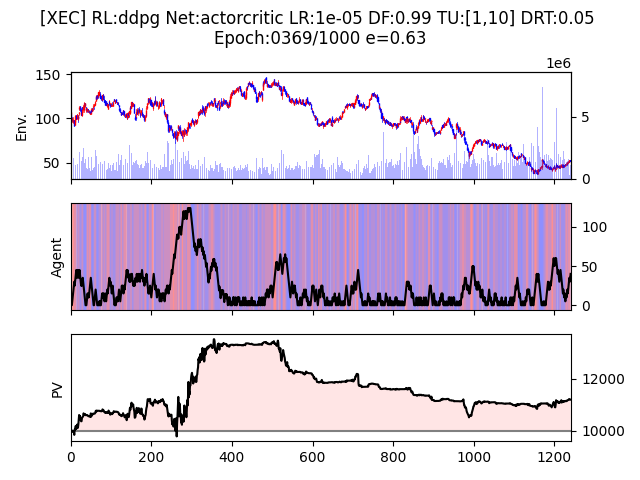 [XEC] RL:ddpg Net:actorcritic LR:1e-05 DF:0.99 TU:[1,10] DRT:0.05
Epoch:0369/1000 e=0.63
1e6
150
100
50
Env.
5
0
Agent
100
50
0
PV
12000
10000
0 200 400 600 800 1000 1200